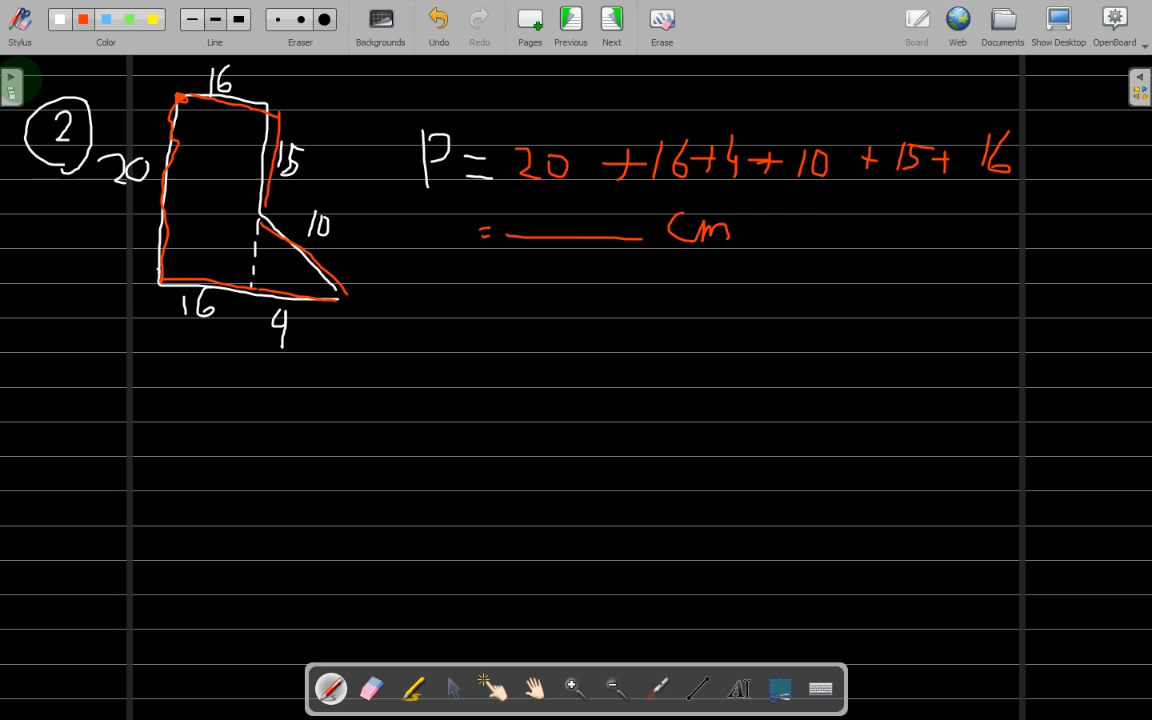 Stylus Color Line Eraser Backgrounds Undo Redo Pages Previous Next Erase Board Web Documents Show Desktop OpenBoard
16
2
20
15
10
16
4
P = 20 + 16 + 4 + 10 + 15 + 16
= ________ Cm